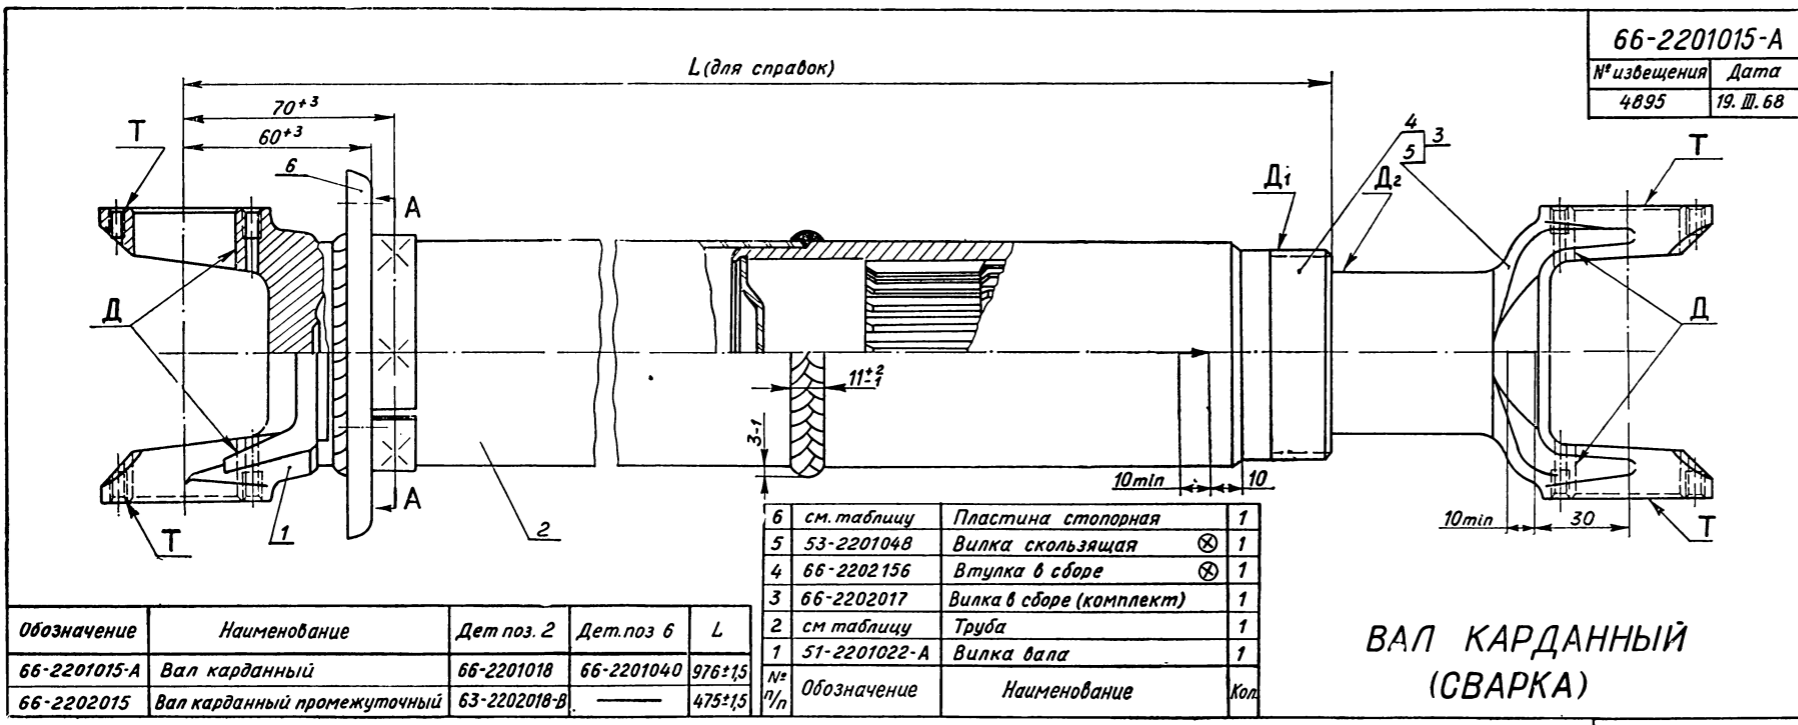 66-2201015-А
№ извещения Дата
4895 19.III.68
L (для справок)
70⁺³
60⁺³
Т
6
А
4
3
5
Т
Д₁
Д₂
Д
Д
11⁺²₋₁
3-1
А
10min 10
10min 30
Т
1
2
Т
6 см. таблицу Пластина стопорная 1
5 53-2201048 Вилка скользящая ⊗ 1
4 66-2202156 Втулка в сборе ⊗ 1
3 66-2202017 Вилка в сборе (комплект) 1
2 см таблицу Труба 1
1 51-2201022-А Вилка вала 1
№ п/п Обозначение Наименование Кол
Обозначение Наименование Дет поз. 2 Дет. поз 6 L
66-2201015-А Вал карданный 66-2201018 66-2201040 976±1,5
66-2202015 Вал карданный промежуточный 63-2202018-В —— 475±1,5
ВАЛ КАРДАННЫЙ
(СВАРКА)